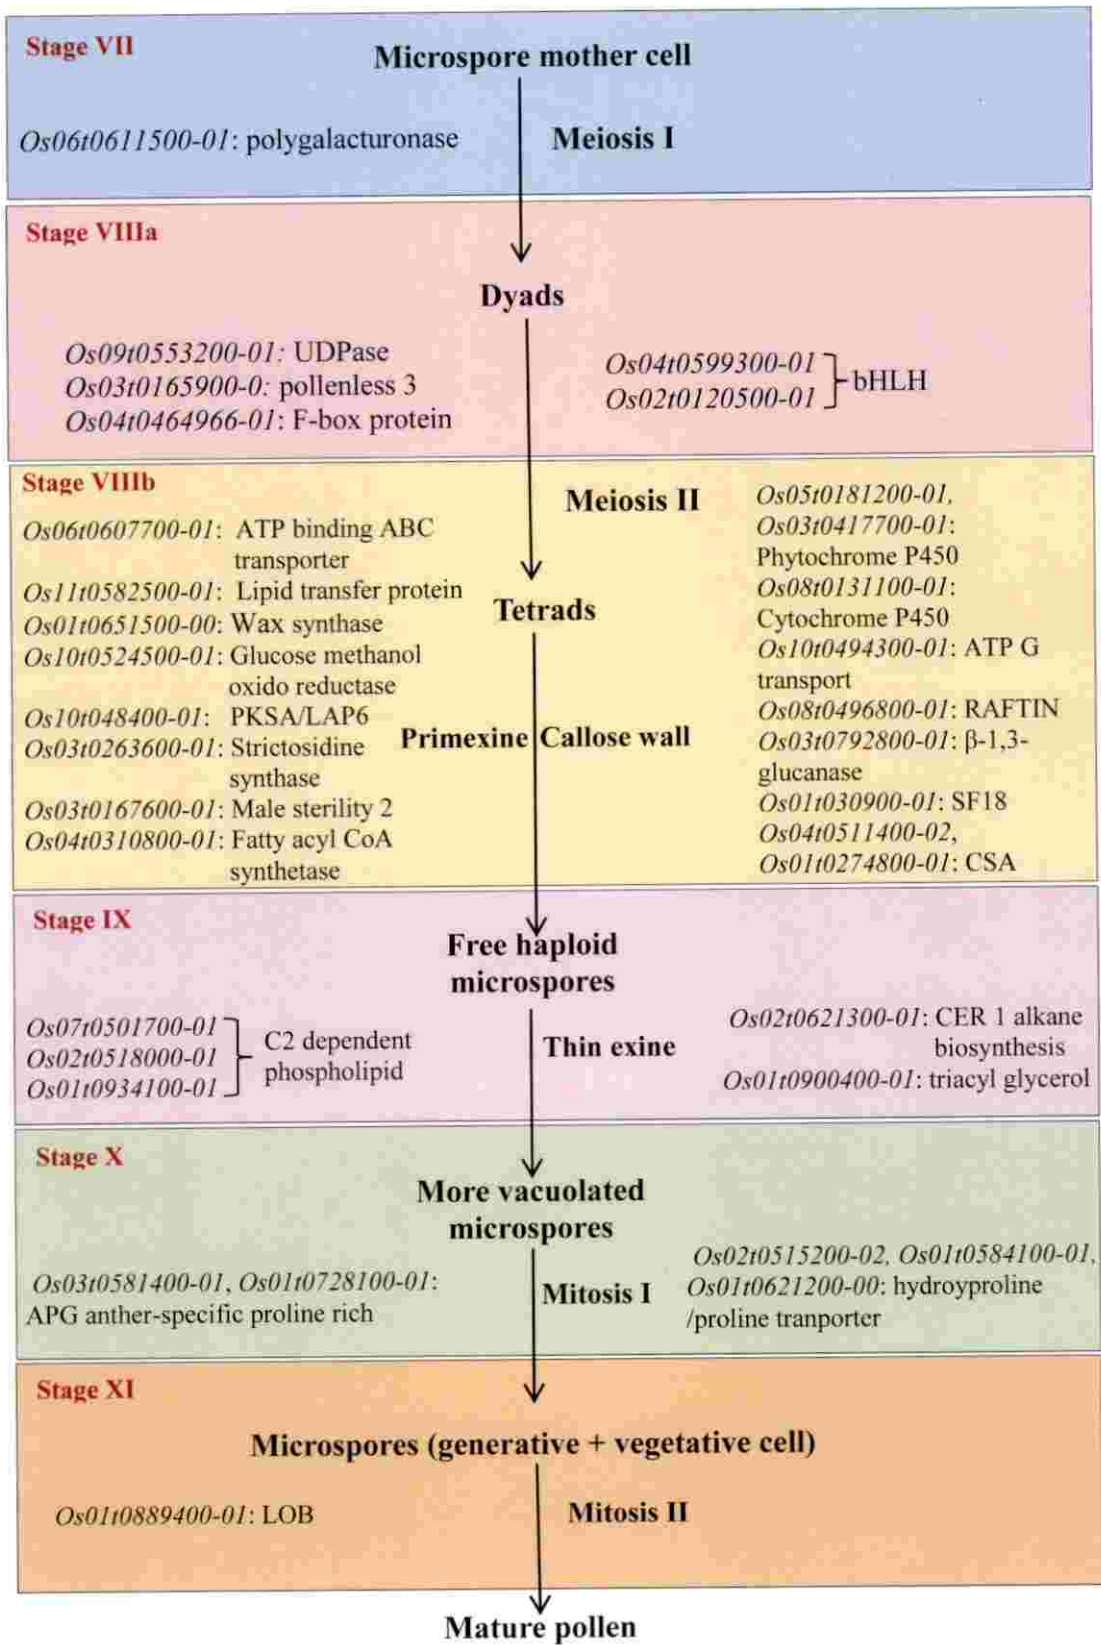 Stage VII
Microspore mother cell
Os06t0611500-01: polygalacturonase
Meiosis I
Stage VIIIa
Dyads
Os09t0553200-01: UDPase
Os03t0165900-0: pollenless 3
Os04t0464966-01: F-box protein
Os04t0599300-01
Os02t0120500-01
bHLH
Stage VIIIb
Meiosis II
Os06t0607700-01: ATP binding ABC
transporter
Os11t0582500-01: Lipid transfer protein
Os01t0651500-00: Wax synthase
Os10t0524500-01: Glucose methanol
oxido reductase
Os10t048400-01: PKSA/LAP6
Os03t0263600-01: Strictosidine
synthase
Os03t0167600-01: Male sterility 2
Os04t0310800-01: Fatty acyl CoA
synthetase
Tetrads
Primexine
Callose wall
Os05t0181200-01,
Os03t0417700-01:
Phytochrome P450
Os08t0131100-01:
Cytochrome P450
Os10t0494300-01: ATP G
transport
Os08t0496800-01: RAFTIN
Os03t0792800-01: β-1,3-
glucanase
Os01t030900-01: SF18
Os04t0511400-02,
Os01t0274800-01: CSA
Stage IX
Free haploid
microspores
Os07t0501700-01
Os02t0518000-01
Os01t0934100-01
C2 dependent
phospholipid
Thin exine
Os02t0621300-01: CER 1 alkane
biosynthesis
Os01t0900400-01: triacyl glycerol
Stage X
More vacuolated
microspores
Os03t0581400-01, Os01t0728100-01:
APG anther-specific proline rich
Mitosis I
Os02t0515200-02, Os01t0584100-01,
Os01t0621200-00: hydroyproline
/proline tranporter
Stage XI
Microspores (generative + vegetative cell)
Os01t0889400-01: LOB
Mitosis II
Mature pollen